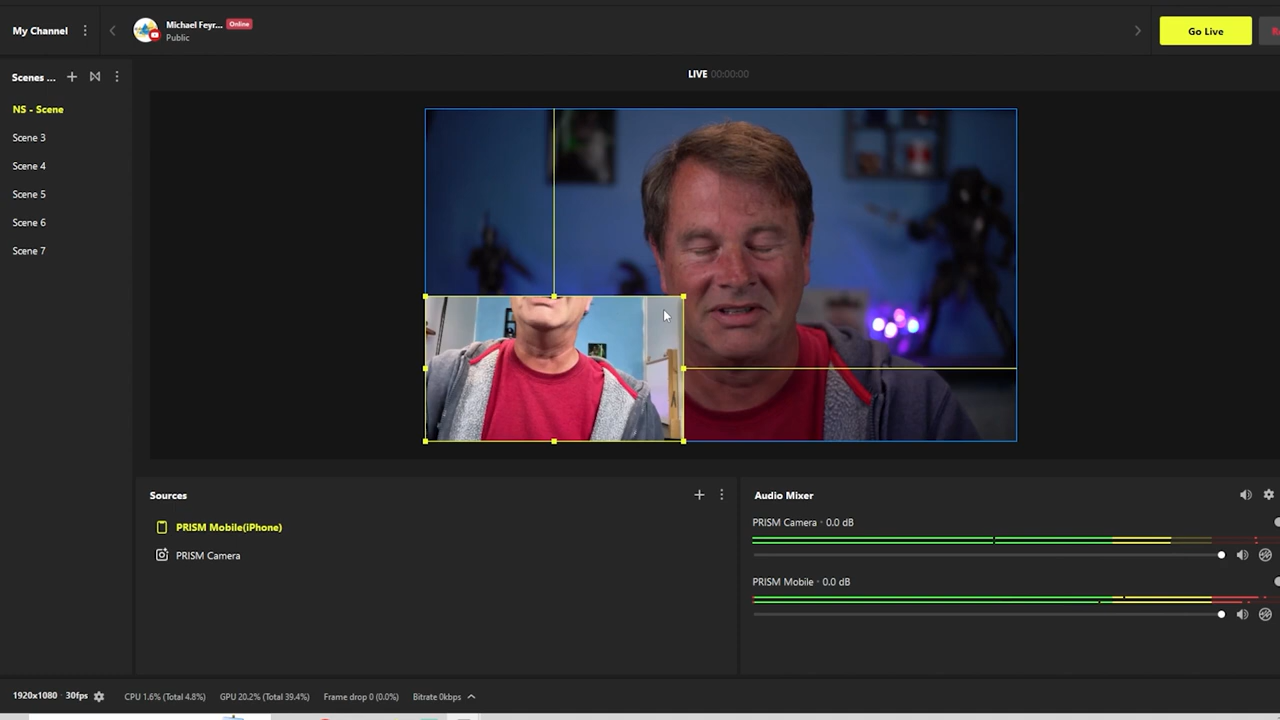 My Channel
Michael Feyr... Online
Public
Go Live
Scenes ...
LIVE 00:00:00
NS - Scene
Scene 3
Scene 4
Scene 5
Scene 6
Scene 7
Sources
PRISM Mobile(iPhone)
PRISM Camera
Audio Mixer
PRISM Camera · 0.0 dB
PRISM Mobile · 0.0 dB
1920x1080 · 30fps
CPU 1.6% (Total 4.8%)
GPU 20.2% (Total 39.4%)
Frame drop 0 (0.0%)
Bitrate 0kbps